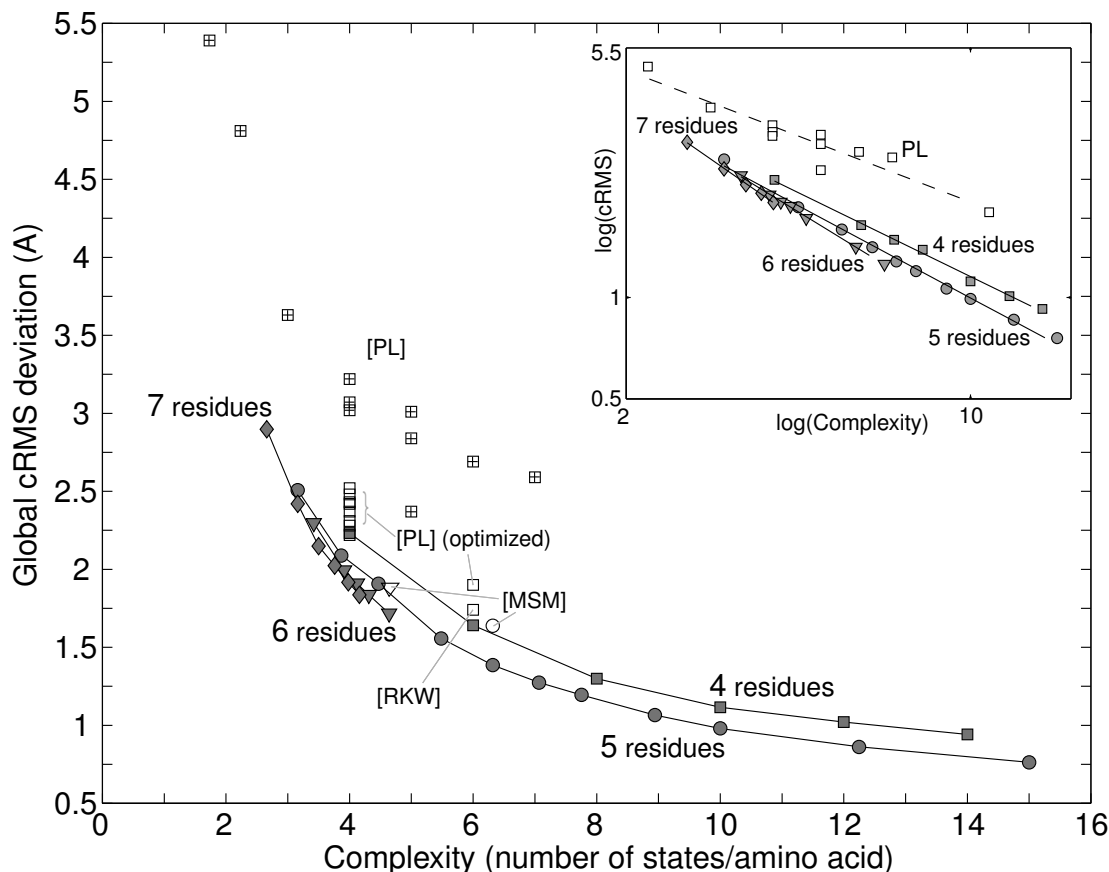 5.5
5
4.5
4
3.5
3
2.5
2
1.5
1
0.5
0
2
4
6
8
10
12
14
16
Global cRMS deviation (A)
Complexity (number of states/amino acid)
[PL]
7 residues
[PL] (optimized)
[MSM]
6 residues
[RKW]
4 residues
5 residues
5.5
1
0.5
2
10
log(cRMS)
log(Complexity)
7 residues
PL
4 residues
6 residues
5 residues